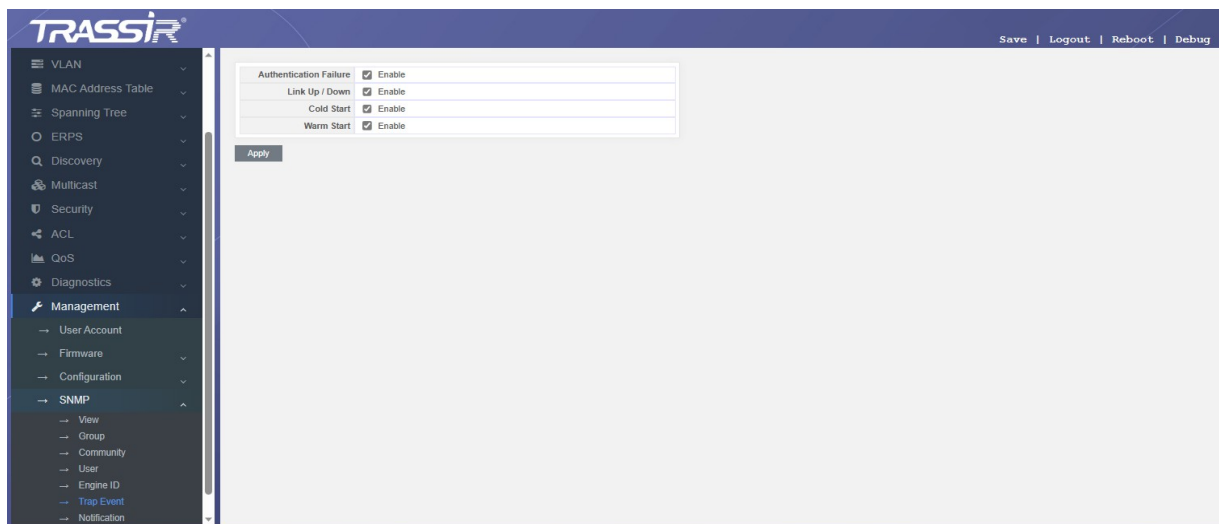 TRASSIR
Save | Logout | Reboot | Debug
VLAN
MAC Address Table
Spanning Tree
ERPS
Discovery
Multicast
Security
ACL
QoS
Diagnostics
Management
→ User Account
→ Firmware
→ Configuration
→ SNMP
→ View
→ Group
→ Community
→ User
→ Engine ID
→ Trap Event
→ Notification
Authentication Failure Enable
Link Up / Down Enable
Cold Start Enable
Warm Start Enable
Apply